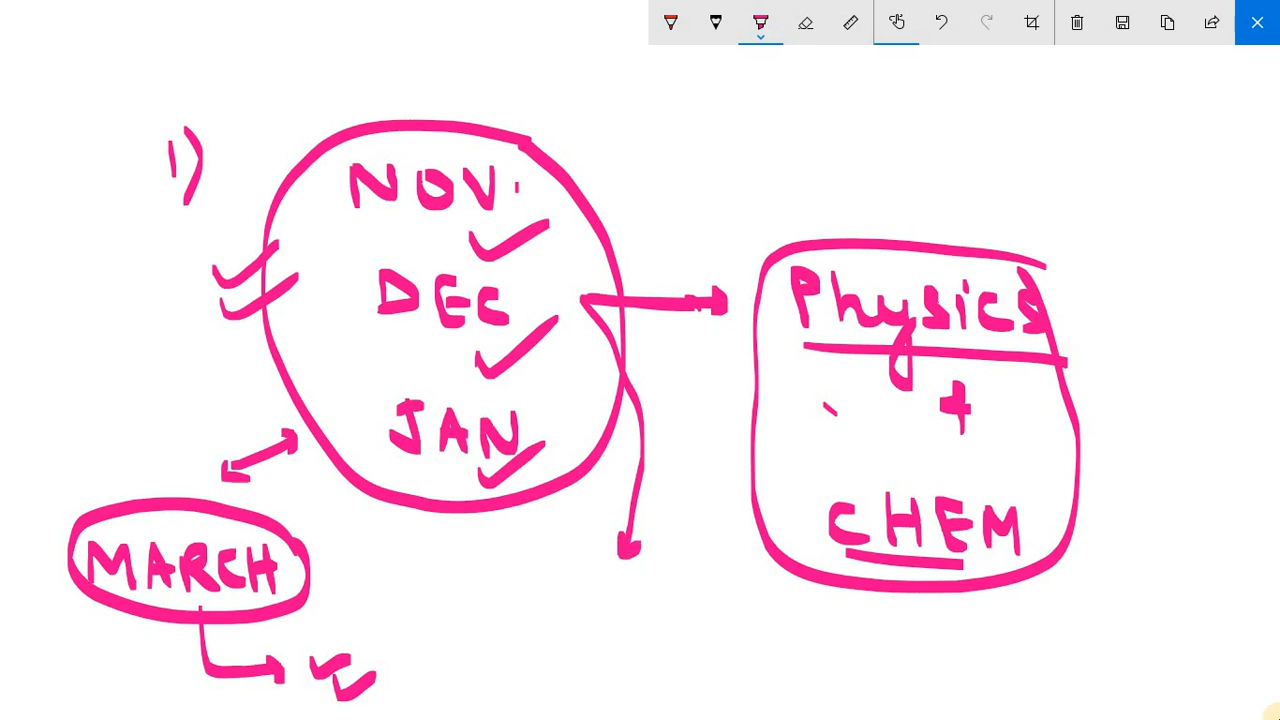 1)
NOV.
DEC
JAN
MARCH
Physics
+
CHEM